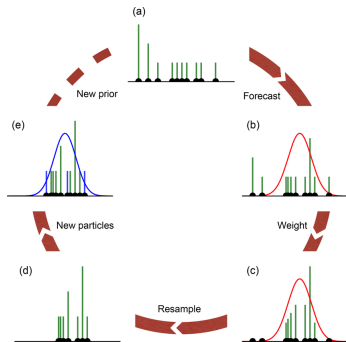 (a)
New prior
Forecast
(e)
(b)
New particles
Weight
(d)
(c)
Resample